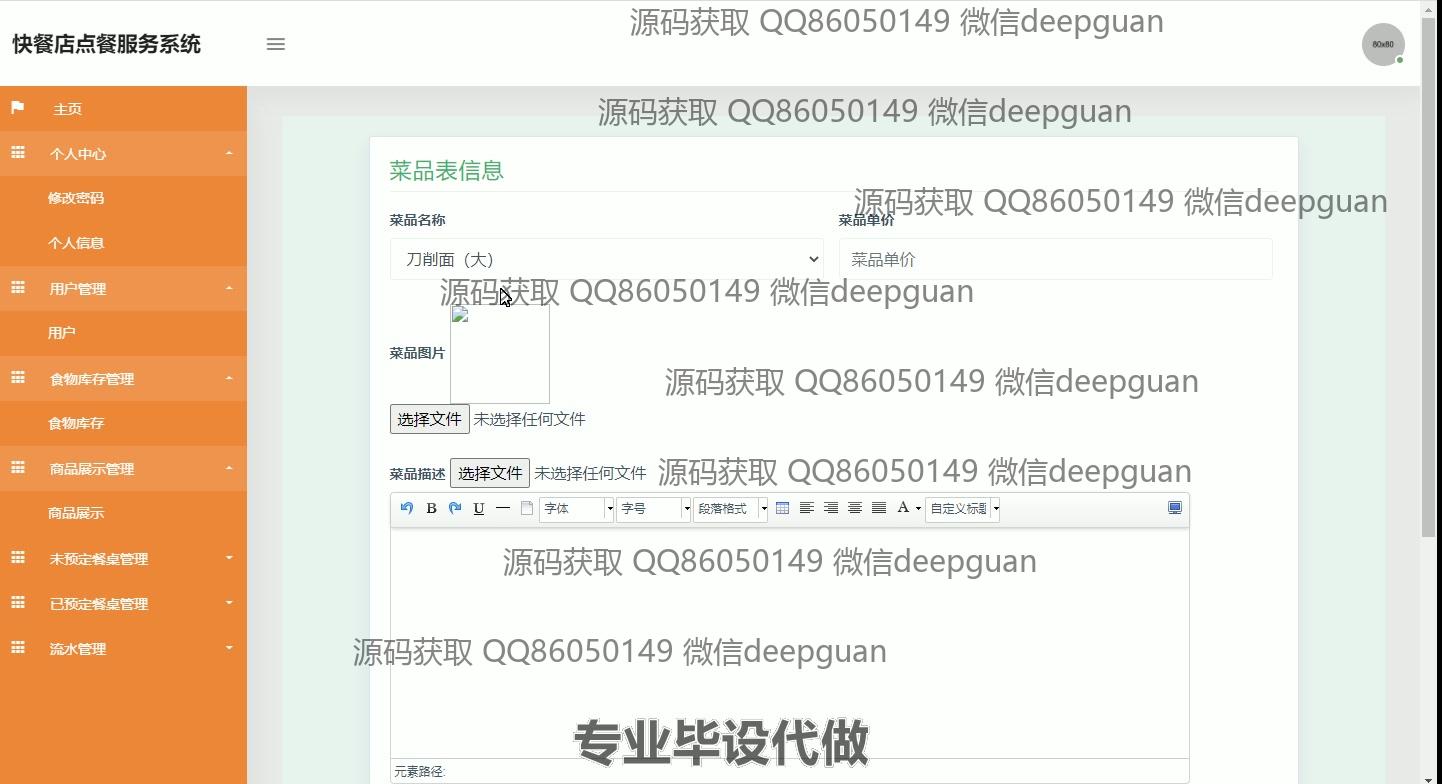 源码获取 QQ86050149 微信deepguan
快餐店点餐服务系统
80x80
主页
源码获取 QQ86050149 微信deepguan
个人中心
菜品表信息
修改密码
源码获取 QQ86050149 微信deepguan
菜品名称
菜品单价
个人信息
刀削面（大）
菜品单价
用户管理
源码获取 QQ86050149 微信deepguan
用户
菜品图片
食物库存管理
源码获取 QQ86050149 微信deepguan
食物库存
选择文件 未选择任何文件
商品展示管理
菜品描述 选择文件 未选择任何文件
源码获取 QQ86050149 微信deepguan
商品展示
B U 字体 字号 段落格式 A 自定义标题
未预定餐桌管理
源码获取 QQ86050149 微信deepguan
已预定餐桌管理
流水管理
源码获取 QQ86050149 微信deepguan
专业毕设代做
元素路径: